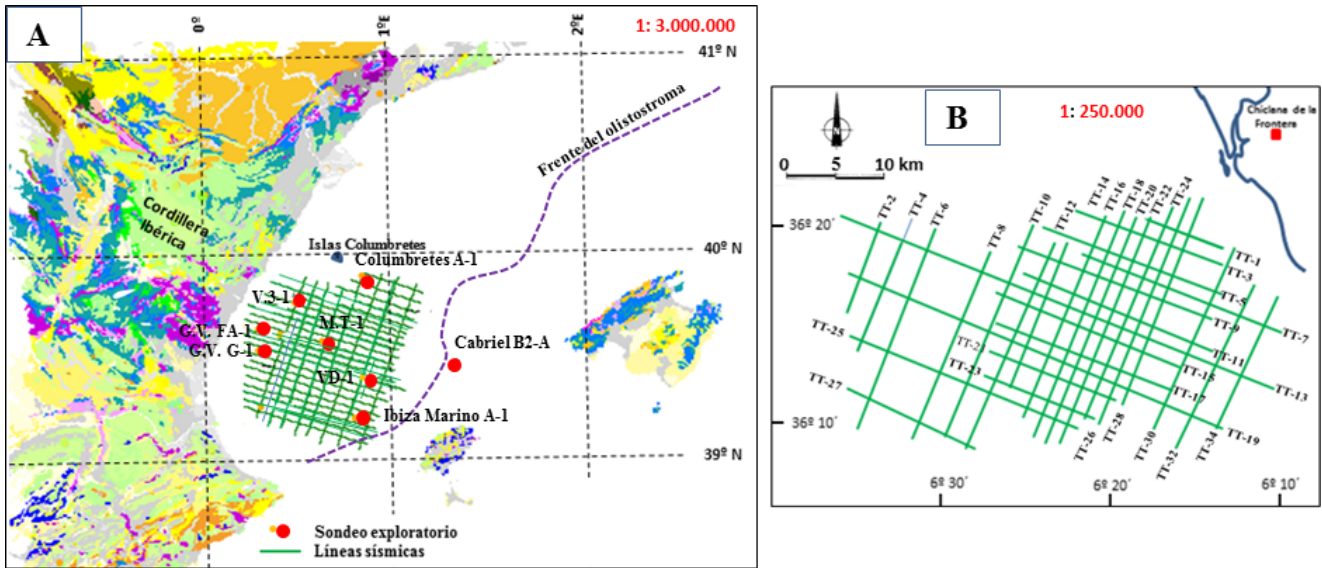 A
0º
1ºE
2ºE
1: 3.000.000
41º N
Frente del olistostroma
Cordillera
Ibérica
Islas Columbretes
40º N
Columbretes A-1
V.3-1
G.V. FA-1
M.T-1
G.V. G-1
Cabriel B2-A
VD-1
Ibiza Marino A-1
39º N
Sondeo exploratorio
Líneas sísmicas
B
1: 250.000
Chiclana de la
Frontera
N
0 5 10 km
36º 20´
TT-2
TT-4
TT-6
TT-8
TT-10
TT-12
TT-14
TT-16
TT-18
TT-20
TT-22
TT-24
TT-1
TT-3
TT-5
TT-7
TT-9
TT-11
TT-13
TT-15
TT-17
TT-19
TT-21
TT-23
TT-25
TT-27
36º 10´
TT-26
TT-28
TT-30
TT-32
TT-34
6º 30´
6º 20´
6º 10´